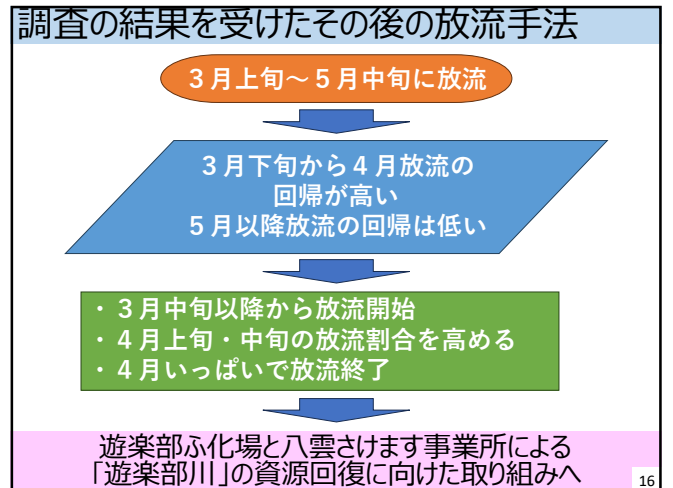 調査の結果を受けたその後の放流手法
３月上旬～５月中旬に放流
３月下旬から４月放流の
回帰が高い
５月以降放流の回帰は低い
・３月中旬以降から放流開始
・４月上旬・中旬の放流割合を高める
・４月いっぱいで放流終了
遊楽部ふ化場と八雲さけます事業所による
「遊楽部川」の資源回復に向けた取り組みへ
16